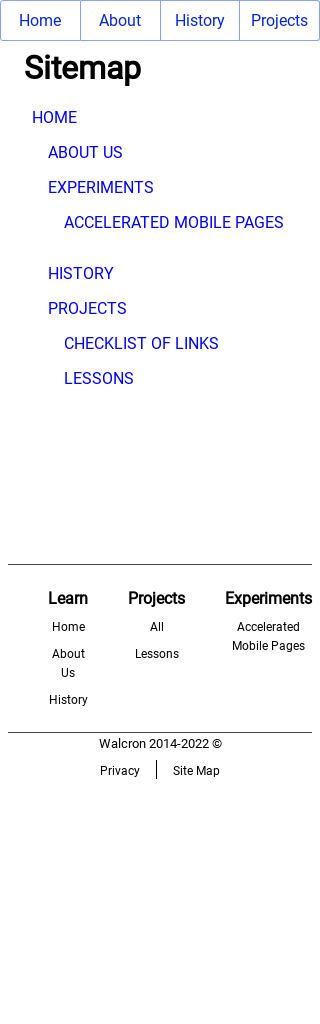 Home About History Projects
Sitemap
HOME
ABOUT US
EXPERIMENTS
ACCELERATED MOBILE PAGES
HISTORY
PROJECTS
CHECKLIST OF LINKS
LESSONS
Learn
Home
About
Us
History
Projects
All
Lessons
Experiments
Accelerated
Mobile Pages
Walcron 2014-2022 ©
Privacy Site Map